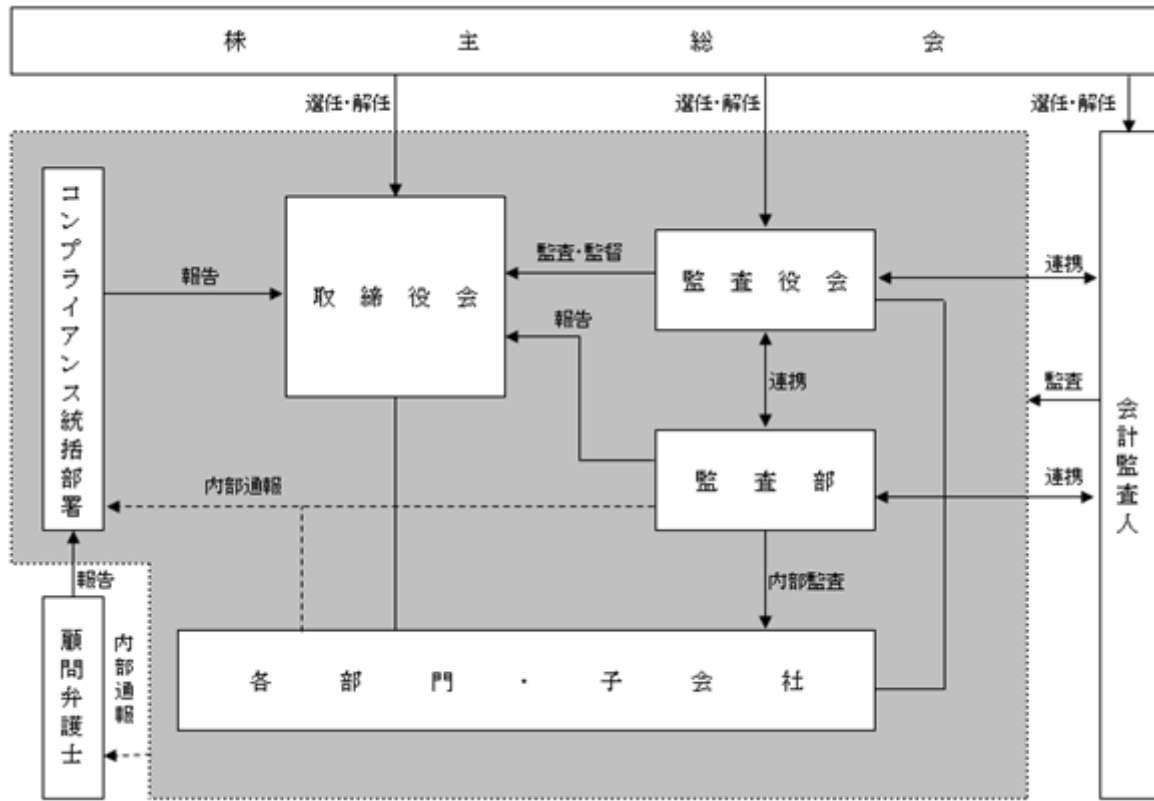 株主総会
選任・解任
選任・解任
選任・解任
コンプライアンス統括部署
報告
取締役会
監査・監督
監査役会
連携
報告
連携
監査
会計監査人
監査部
内部通報
連携
報告
内部監査
顧問弁護士
内部通報
各部門・子会社